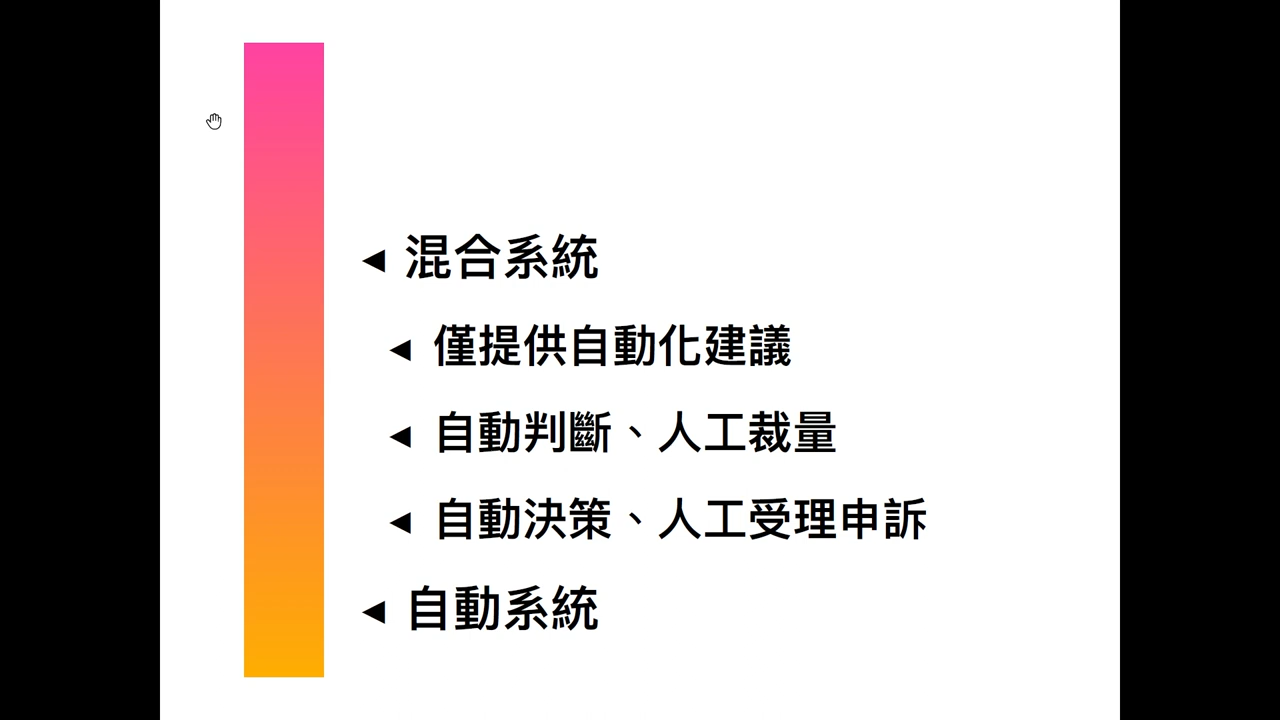 ◀ 混合系統
◀ 僅提供自動化建議
◀ 自動判斷、人工裁量
◀ 自動決策、人工受理申訴
◀ 自動系統